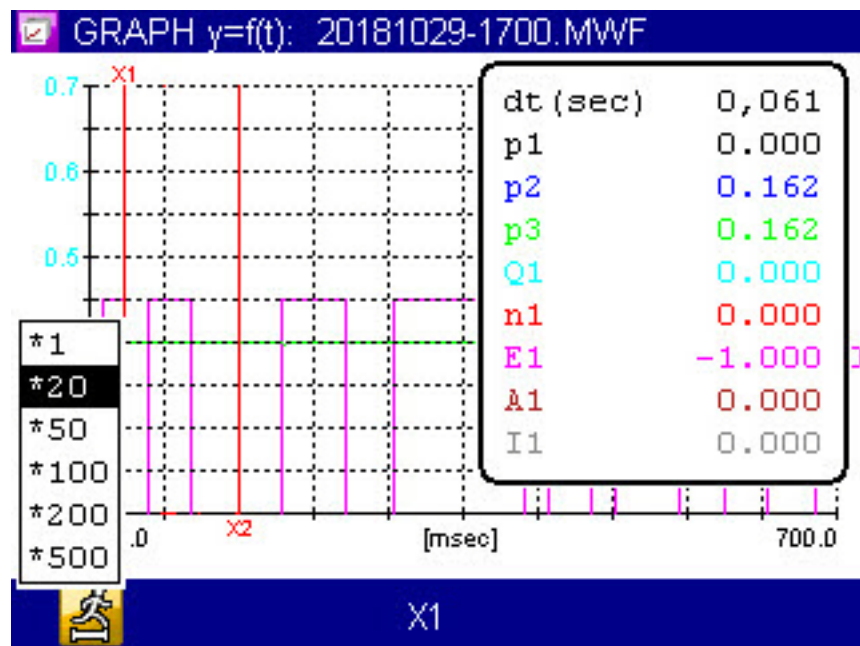 GRAPH y=f(t): 20181029-1700.MWF
X1
0.7
0.6
0.5
dt(sec) 0,061
p1 0.000
p2 0.162
p3 0.162
Q1 0.000
n1 0.000
E1 -1.000
A1 0.000
I1 0.000
*1
*20
*50
*100
*200
*500
.0
X2
[msec]
700.0
X1